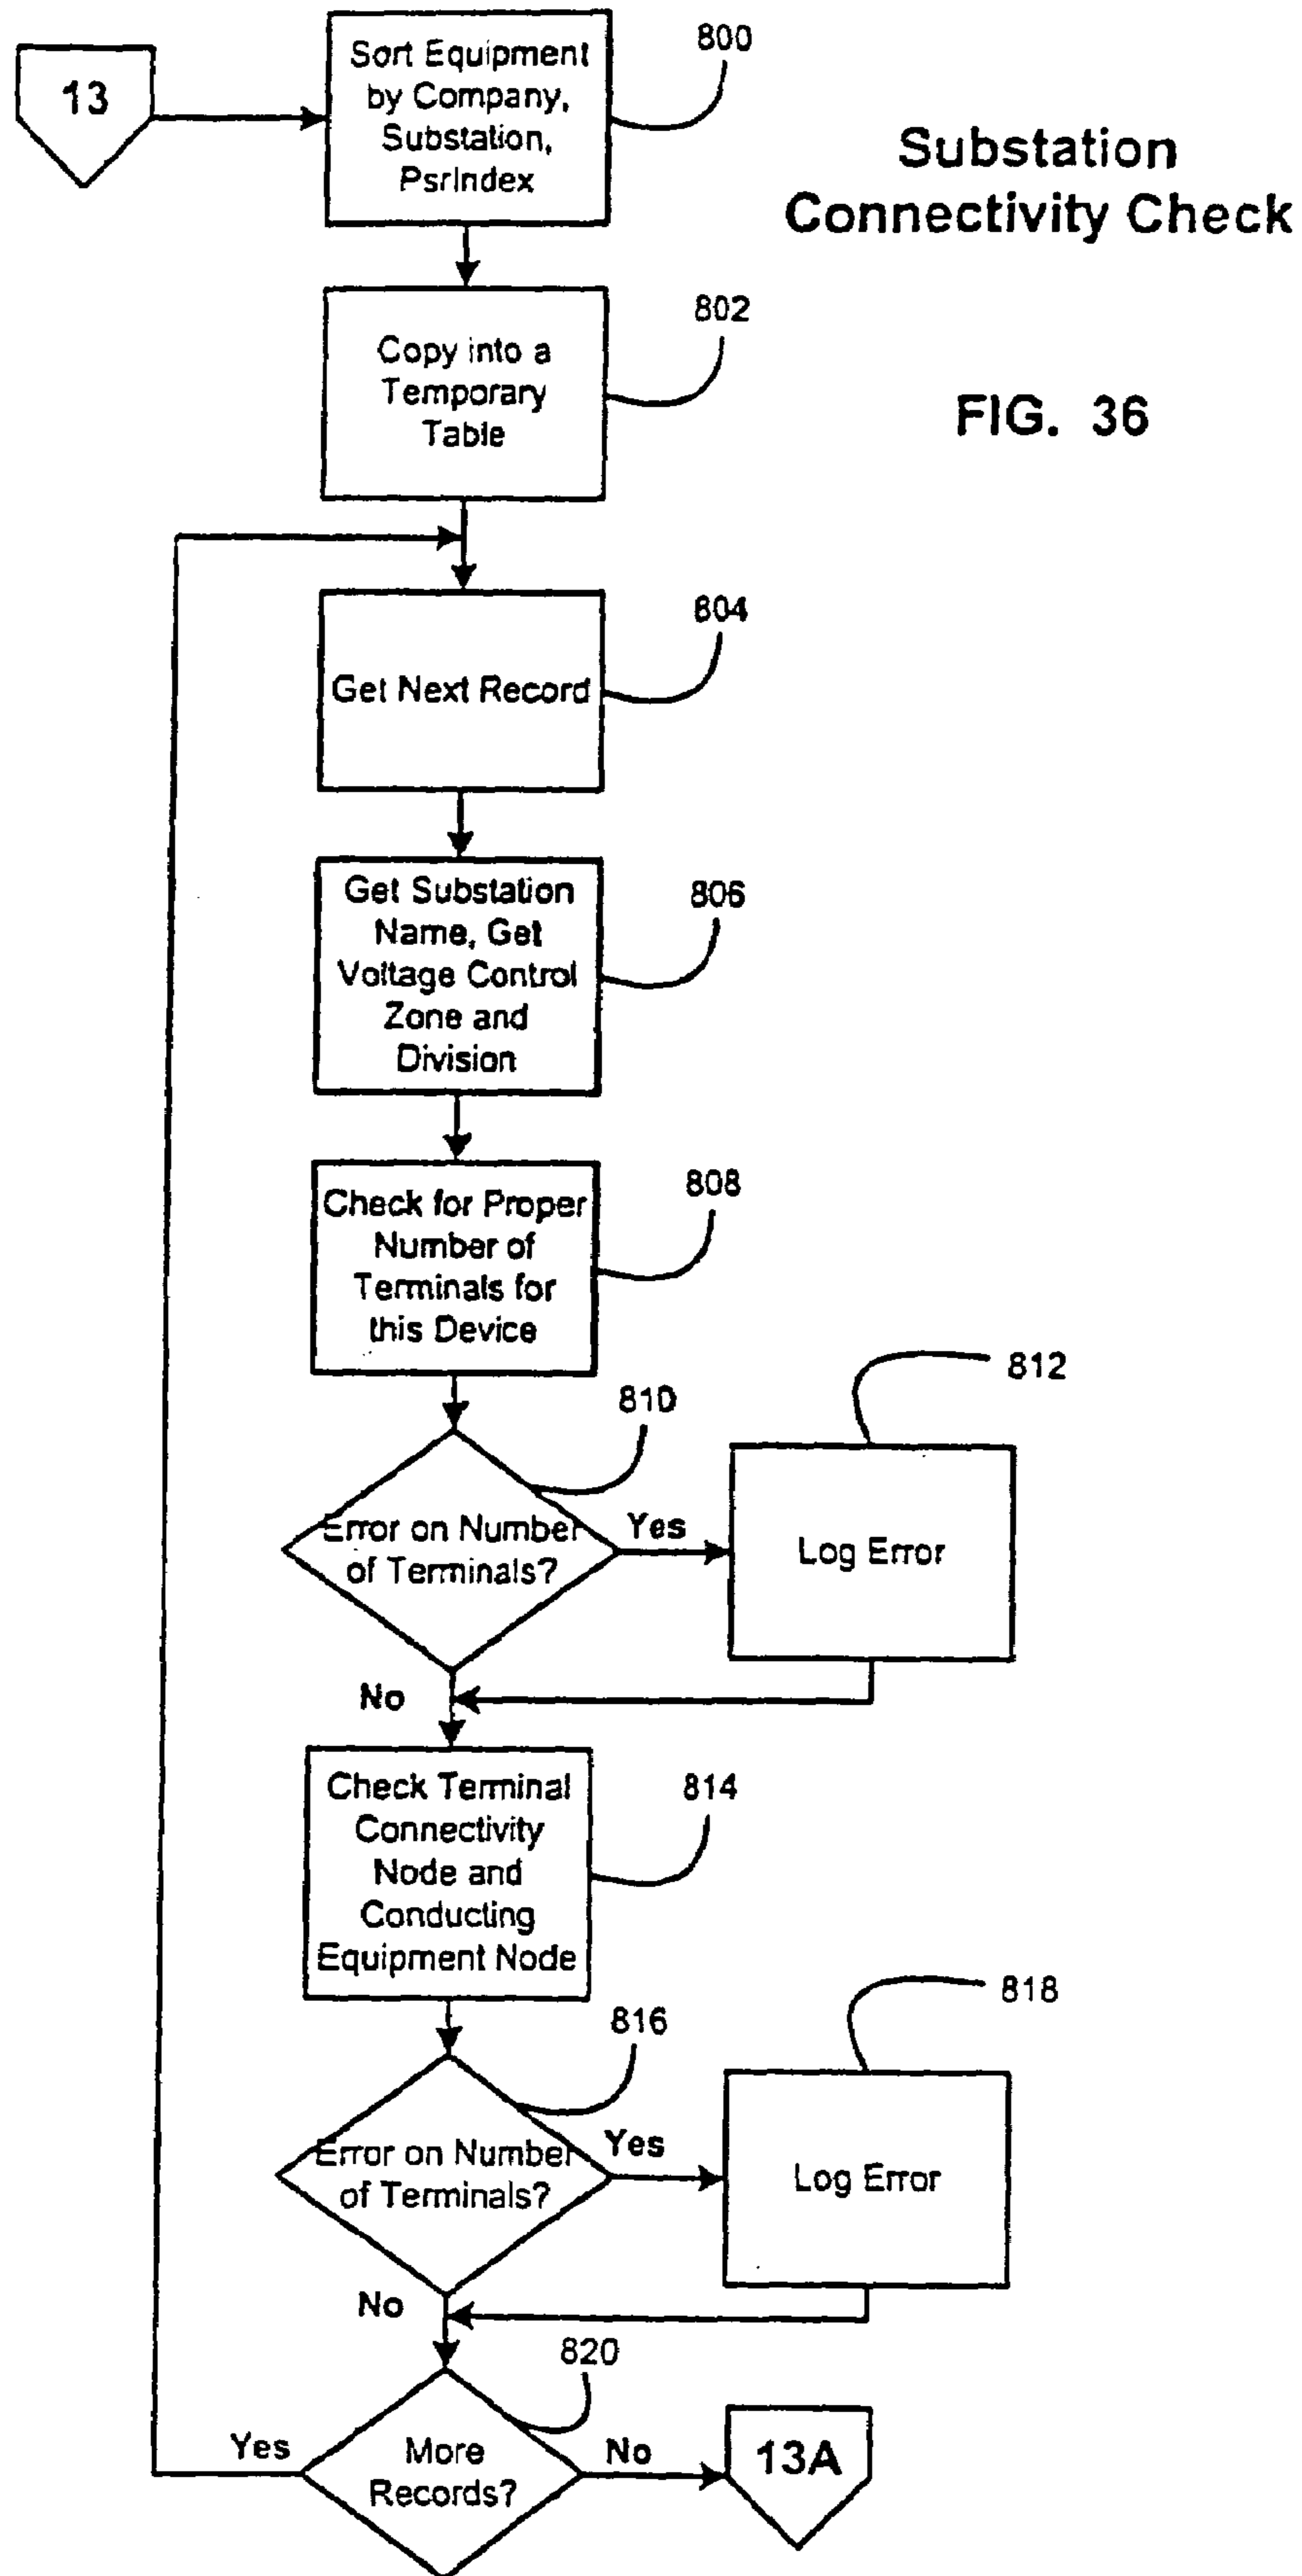 13
Sort Equipment
by Company,
Substation,
PsrIndex
800
Substation
Connectivity Check
802
Copy into a
Temporary
Table
FIG. 36
804
Get Next Record
806
Get Substation
Name, Get
Voltage Control
Zone and
Division
808
Check for Proper
Number of
Terminals for
this Device
810
812
Error on Number
of Terminals?
Yes
Log Error
No
814
Check Terminal
Connectivity
Node and
Conducting
Equipment Node
816
818
Error on Number
of Terminals?
Yes
Log Error
No
820
Yes
More
Records?
No
13A